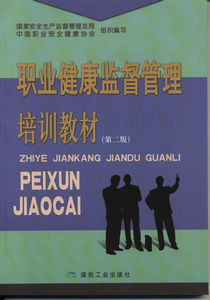 国家安全生产监督管理总局
中国职业安全健康协会
组织编写
职业健康监督管理
培训教材
(第二版)
ZHIYE JIANKANG JIANDU GUANLI
PEIXUN
JIAOCAI
煤炭工业出版社